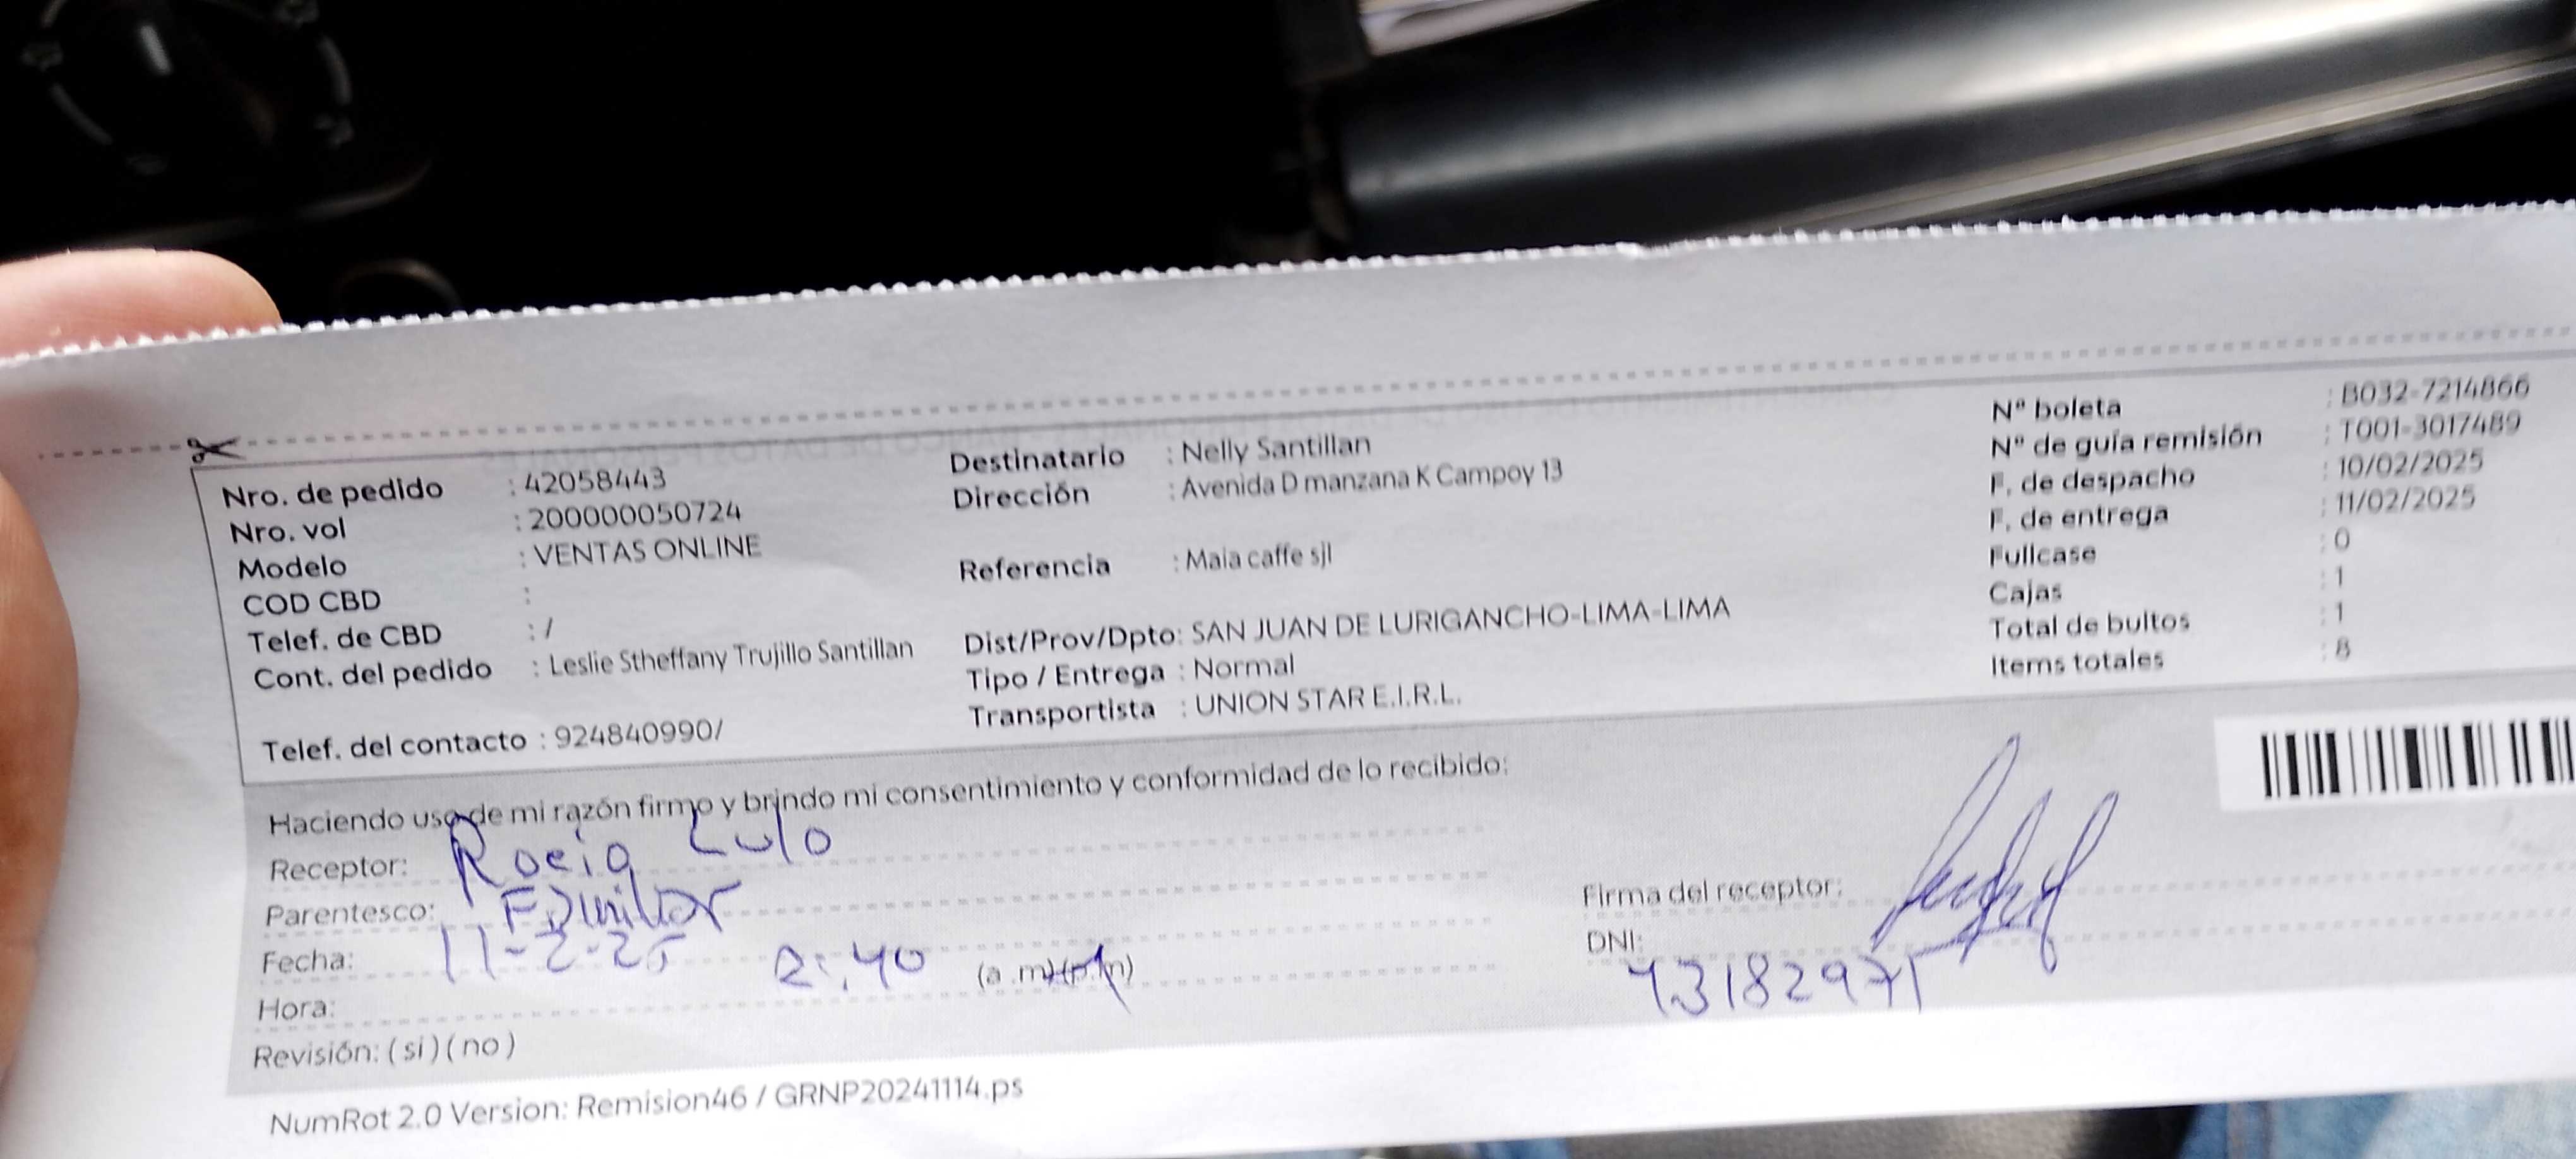 Nro. de pedido : 42058443
Nro. vol : 200000050724
Modelo : VENTAS ONLINE
COD CBD :
Telef. de CBD : /
Cont. del pedido : Leslie Stheffany Trujillo Santillan
Telef. del contacto : 924840990/
Destinatario : Nelly Santillan
Dirección : Avenida D manzana K Campoy 13
Referencia : Maia caffe sjl
Dist/Prov/Dpto: SAN JUAN DE LURIGANCHO-LIMA-LIMA
Tipo / Entrega : Normal
Transportista : UNION STAR E.I.R.L.
Nº boleta : B032-7214866
Nº de guía remisión : T001-3017489
F. de despacho : 10/02/2025
F. de entrega : 11/02/2025
Fullcase : 0
Cajas : 1
Total de bultos : 1
Items totales : 8
Haciendo uso de mi razón firmo y brindo mi consentimiento y conformidad de lo recibido:
Receptor: Rocio Lulo
Parentesco: Familiar
Fecha: 11-2-25
Hora: 2:40 (a .m)(p.m)
Revisión: ( si ) ( no )
Firma del receptor:
DNI: 43182971
NumRot 2.0 Version: Remision46 / GRNP20241114.ps